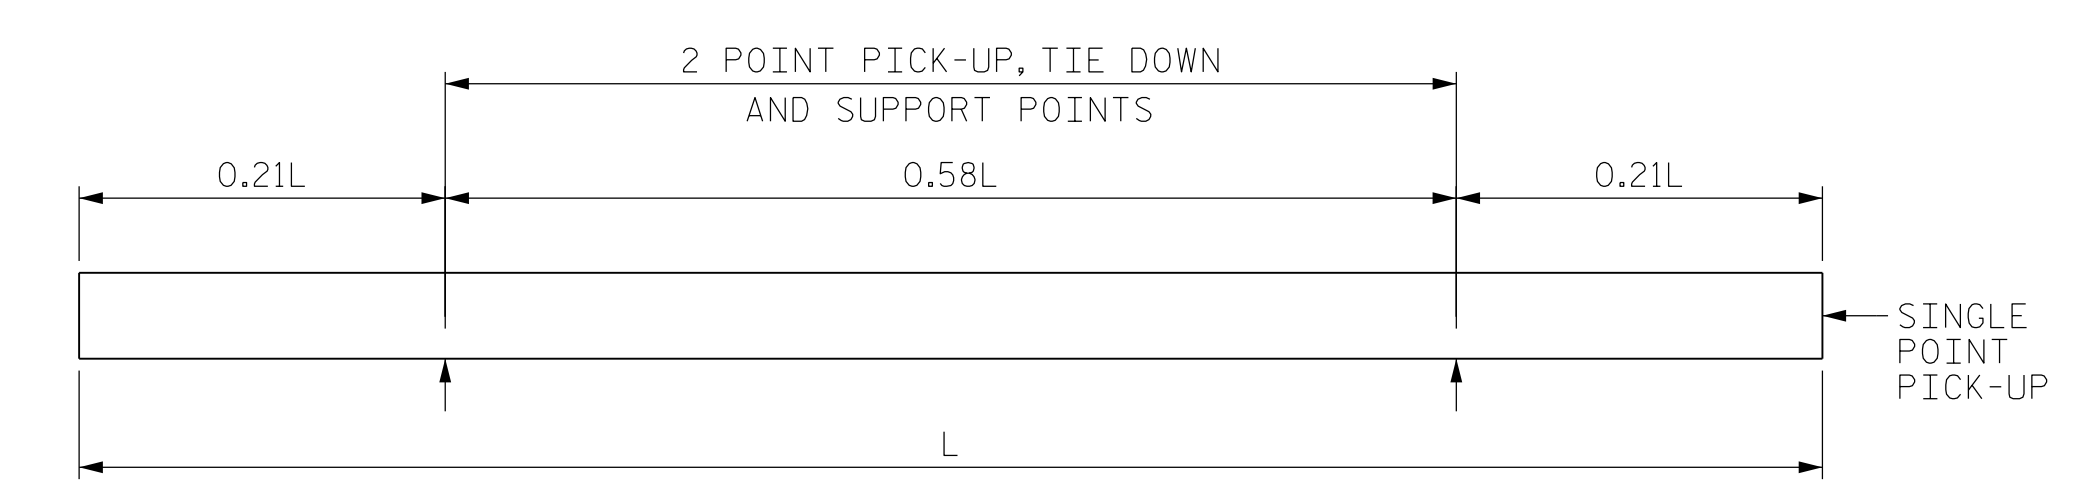 2 POINT PICK-UP, TIE DOWN
AND SUPPORT POINTS
0.21L
0.58L
0.21L
SINGLE
POINT
PICK-UP
L